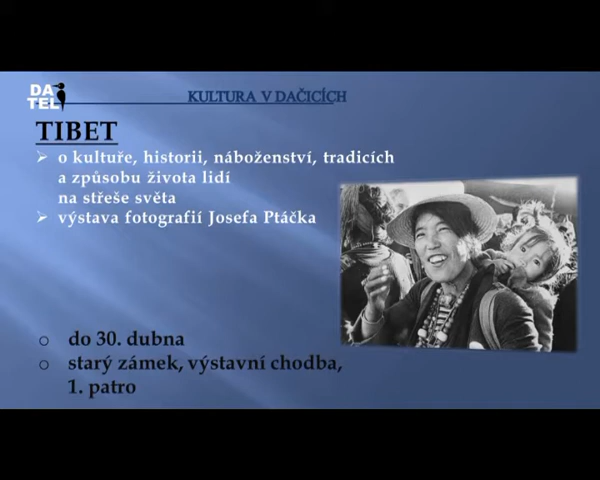 DA
TEL
KULTURA V DAČICÍCH
TIBET
o kultuře, historii, náboženství, tradicích
a způsobu života lidí
na střeše světa
výstava fotografií Josefa Ptáčka
do 30. dubna
starý zámek, výstavní chodba,
1. patro